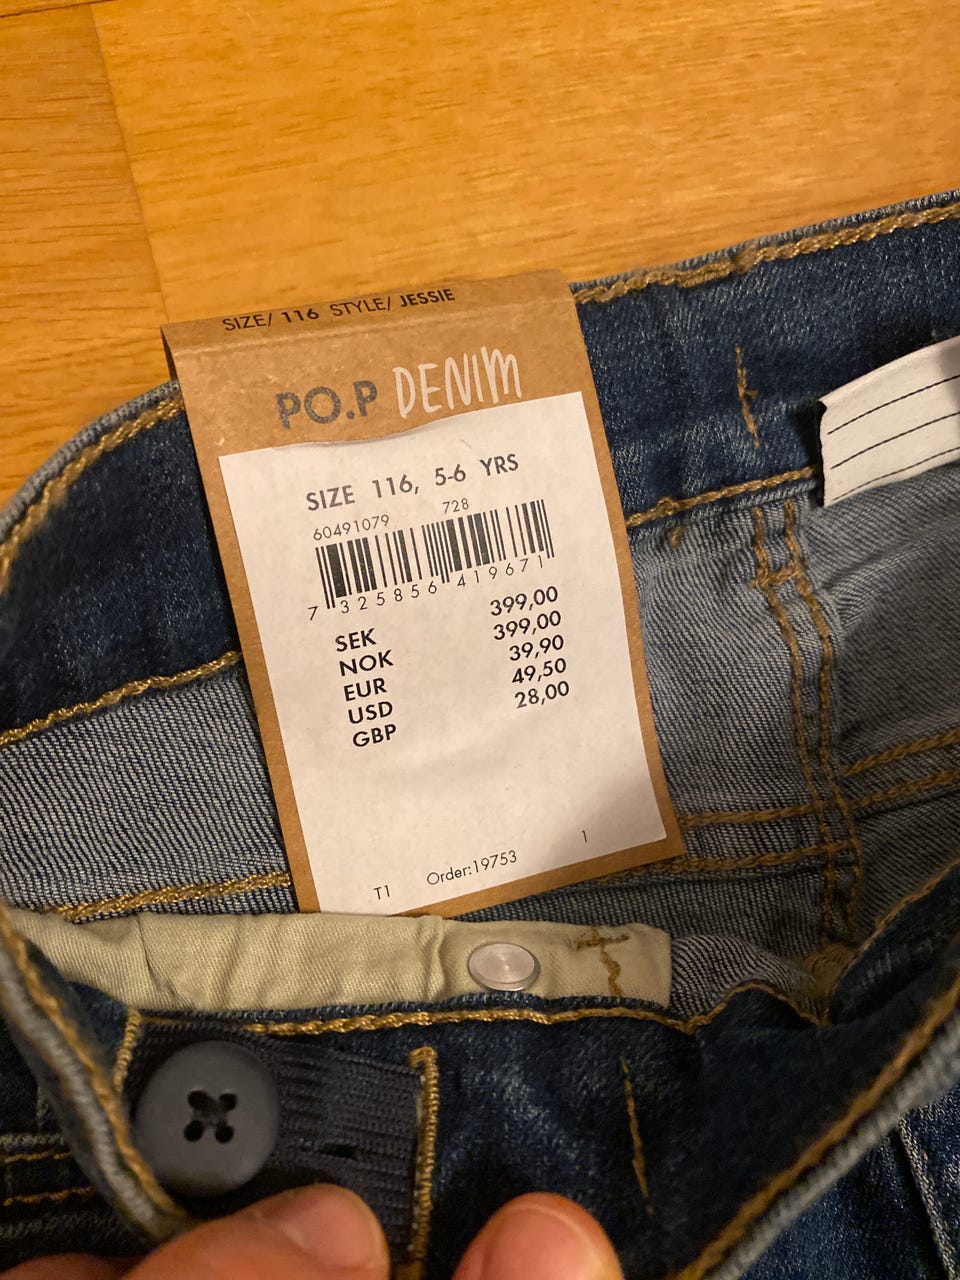 SIZE/ 116 STYLE/ JESSIE
PO.P DENIM
SIZE 116, 5-6 YRS
60491079 728
7 325856 419671
SEK 399,00
NOK 399,00
EUR 39,90
USD 49,50
GBP 28,00
T1 Order:19753 1